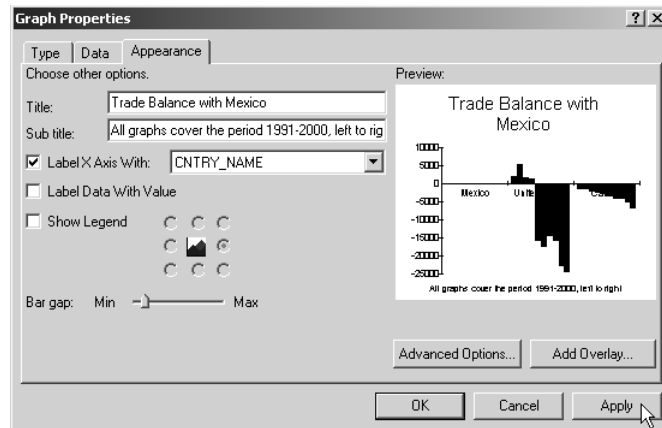 Graph Properties
Type Data Appearance
Choose other options.
Title: Trade Balance with Mexico
Sub title: All graphs cover the period 1991-2000, left to rig
Label X Axis With: CNTRY_NAME
Label Data With Value
Show Legend
Bar gap: Min Max
Preview:
Trade Balance with
Mexico
10000
5000
0
-5000
-10000
-15000
-20000
-25000
Mexico
All graphs cover the period 1991-2000, left to right
Advanced Options... Add Overlay...
OK Cancel Apply